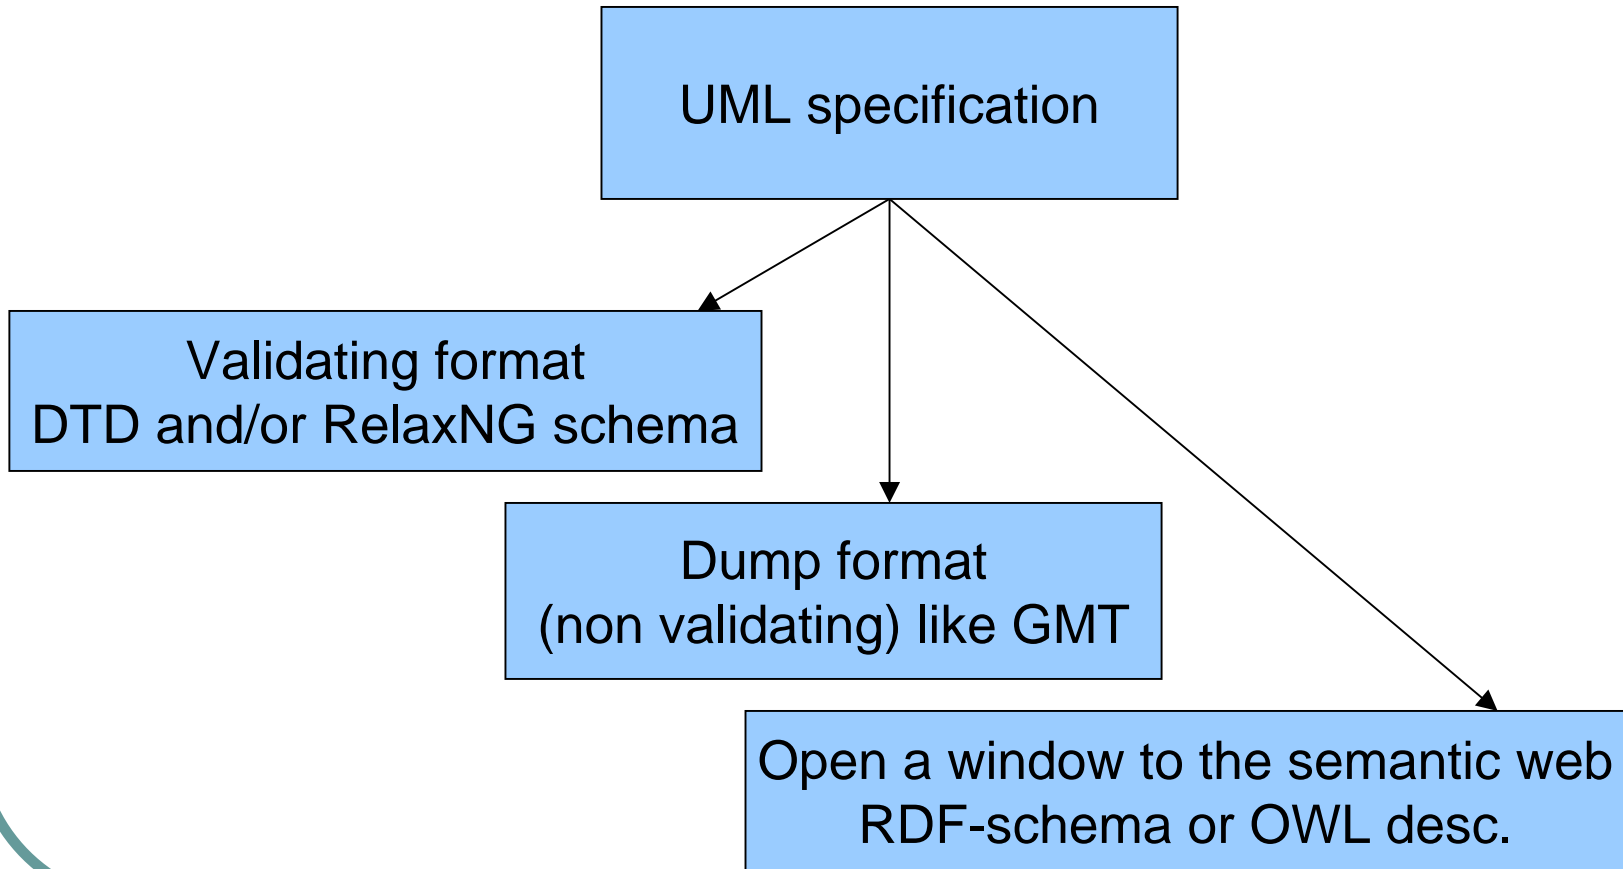 UML specification
Validating format
DTD and/or RelaxNG schema
Dump format
(non validating) like GMT
Open a window to the semantic web
RDF-schema or OWL desc.